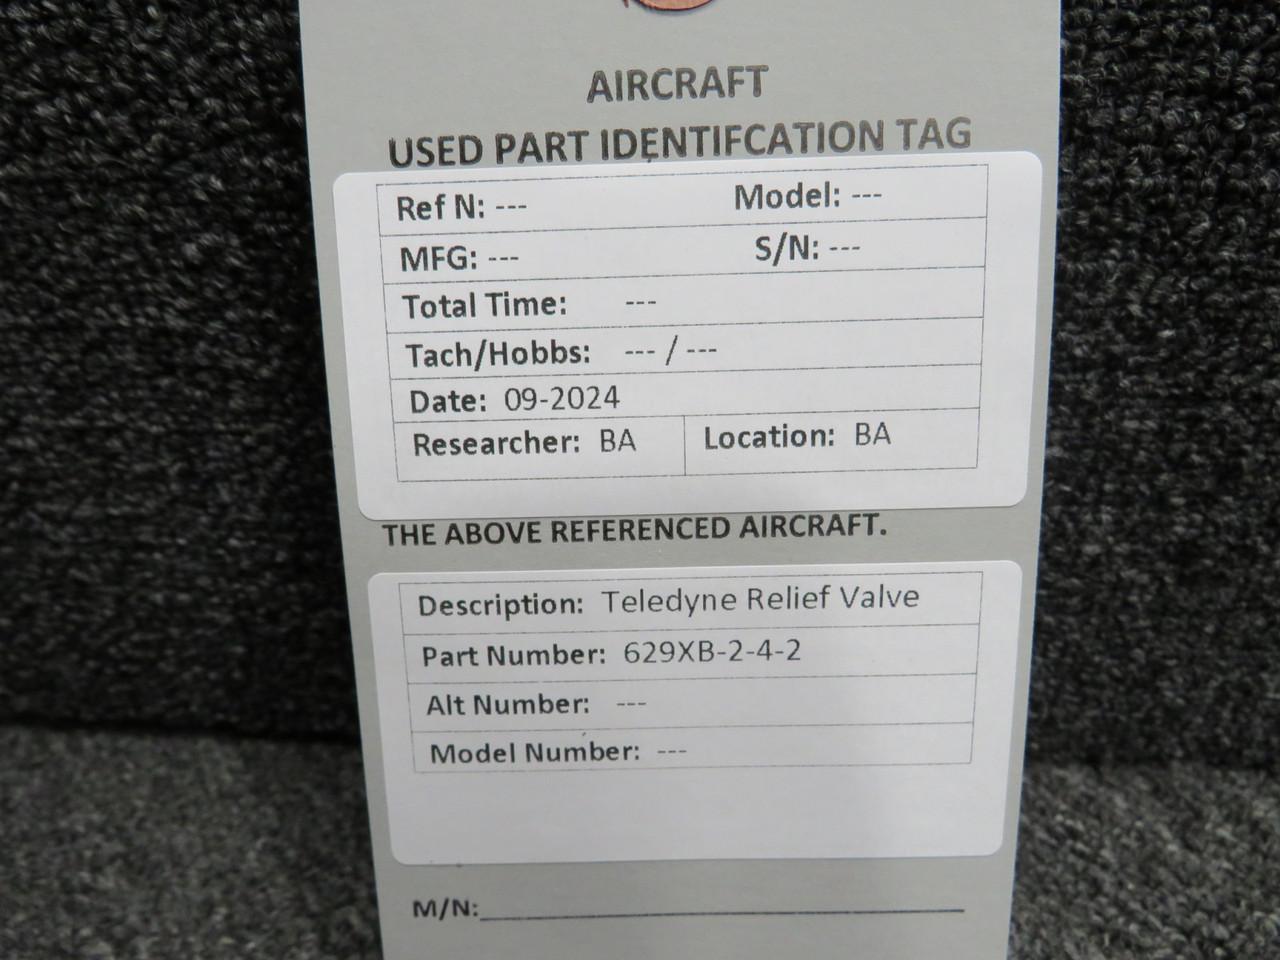 AIRCRAFT
USED PART IDENTIFCATION TAG
Ref N: --- Model: ---
MFG: --- S/N: ---
Total Time: ---
Tach/Hobbs: --- / ---
Date: 09-2024
Researcher: BA Location: BA
THE ABOVE REFERENCED AIRCRAFT.
Description: Teledyne Relief Valve
Part Number: 629XB-2-4-2
Alt Number: ---
Model Number: ---
M/N: